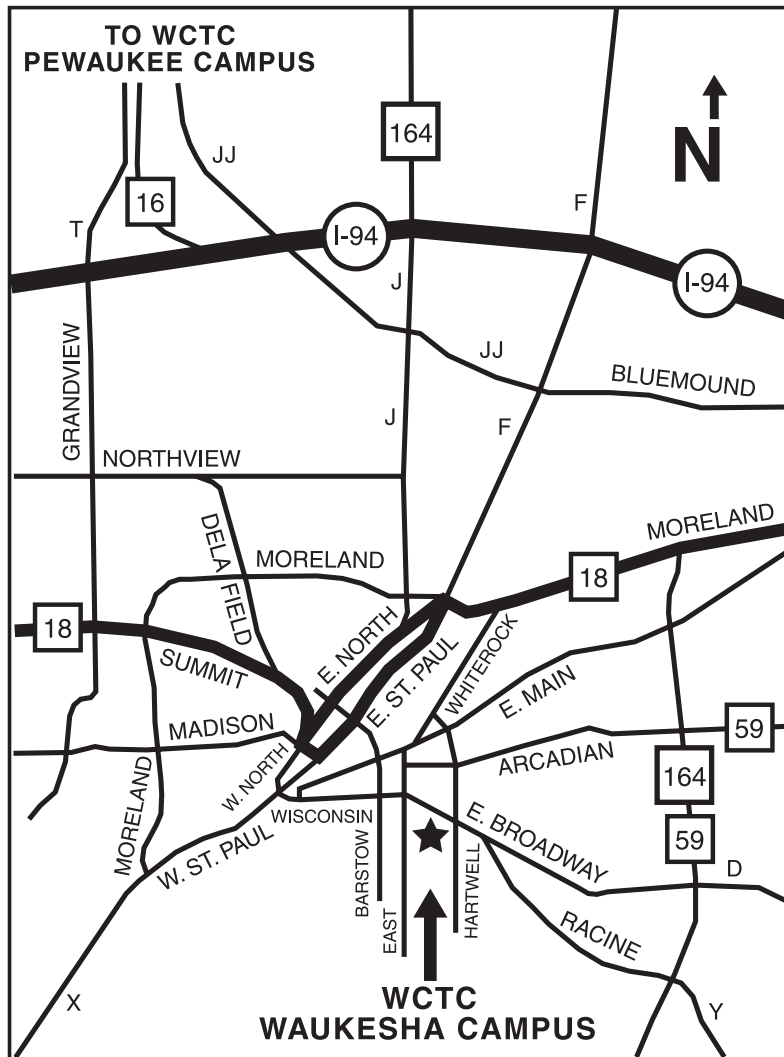 TO WCTC
PEWAUKEE CAMPUS
164
N
JJ
16
T
F
I-94
I-94
J
GRANDVIEW
JJ
BLUEMOUND
J
F
NORTHVIEW
MORELAND
DELA FIELD
MORELAND
18
18
E. NORTH
SUMMIT
WHITEROCK
E. ST. PAUL
E. MAIN
MADISON
59
ARCADIAN
W. NORTH
164
MORELAND
WISCONSIN
E. BROADWAY
59
W. ST. PAUL
BARSTOW
D
HARTWELL
EAST
RACINE
X
WCTC
WAUKESHA CAMPUS
Y